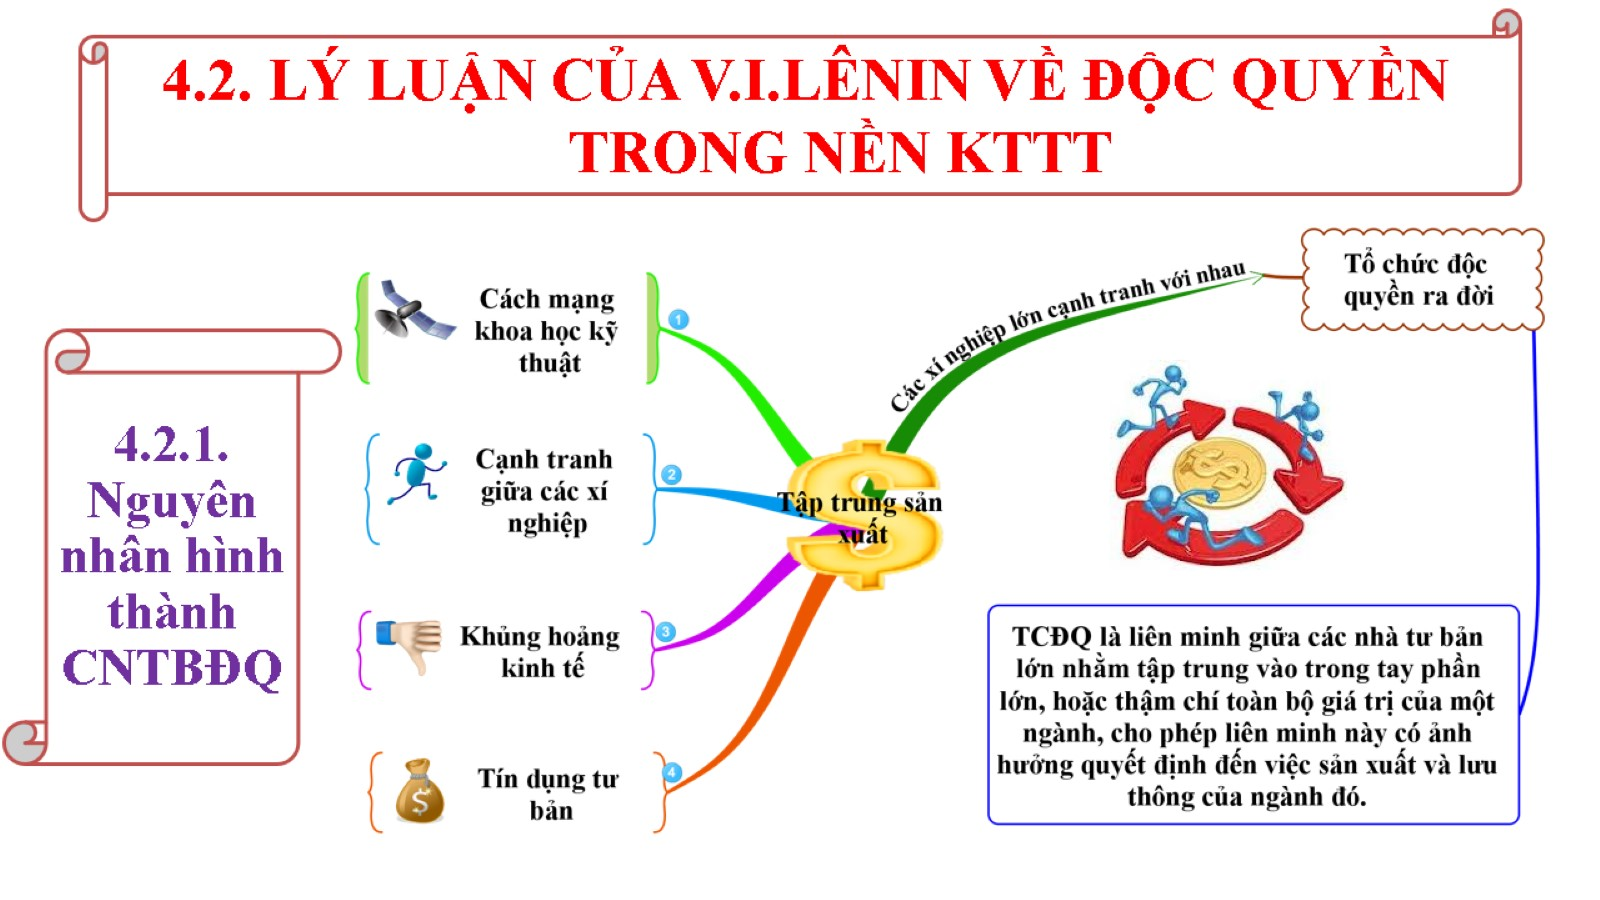 4.2. LÝ LUẬN CỦA V.I.LÊNIN VỀ ĐỘC QUYỀN
TRONG NỀN KTTT
4.2.1.
Nguyên
nhân hình
thành
CNTBĐQ
Cách mạng
khoa học kỹ
thuật
1
Cạnh tranh
giữa các xí
nghiệp
2
Khủng hoảng
kinh tế
3
Tín dụng tư
bản
4
Tập trung sản
xuất
Các xí nghiệp lớn cạnh tranh với nhau
Tổ chức độc
quyền ra đời
TCĐQ là liên minh giữa các nhà tư bản
lớn nhằm tập trung vào trong tay phần
lớn, hoặc thậm chí toàn bộ giá trị của một
ngành, cho phép liên minh này có ảnh
hưởng quyết định đến việc sản xuất và lưu
thông của ngành đó.